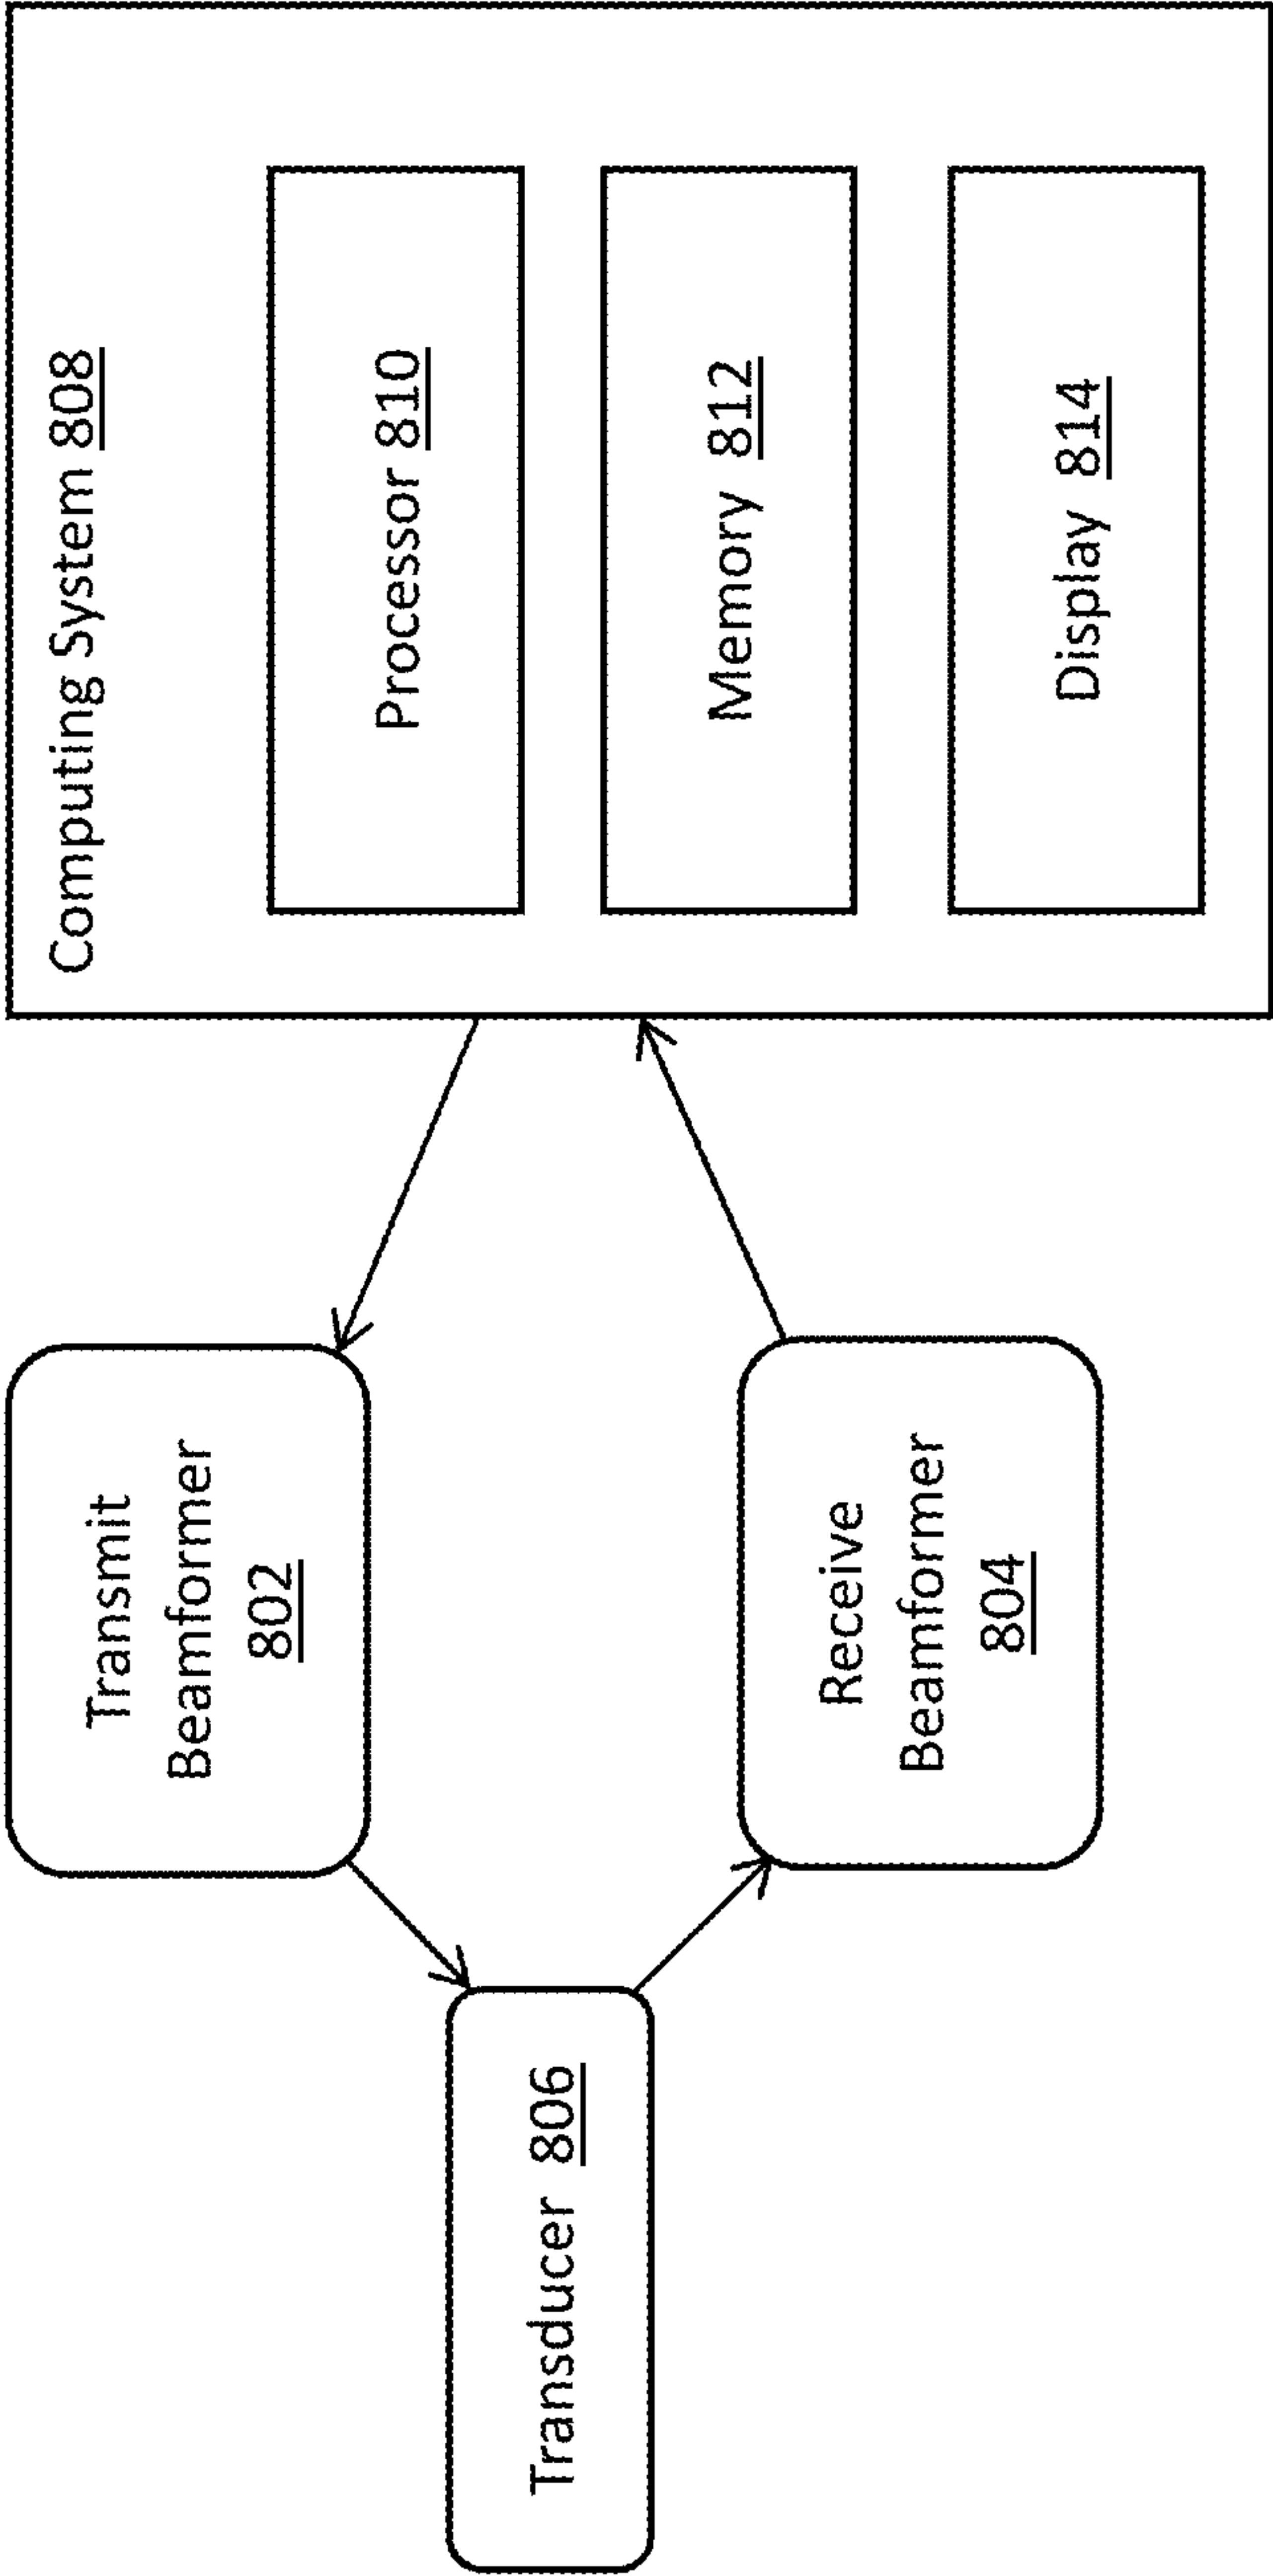 Transducer 806
Transmit
Beamformer
802
Receive
Beamformer
804
Computing System 808
Processor 810
Memory 812
Display 814